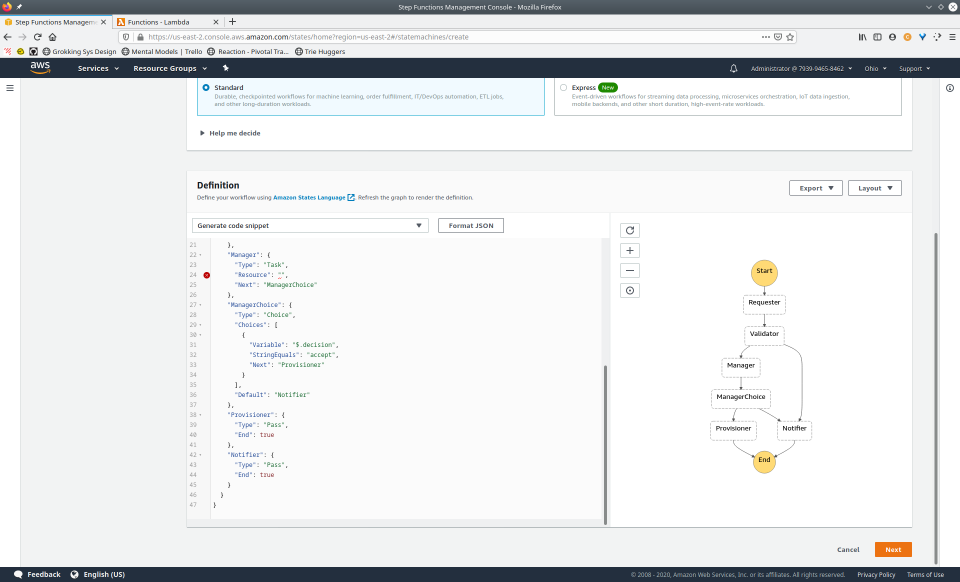 Step Functions Management Console - Mozilla Firefox
Step Functions Managemen
Functions - Lambda
https://us-east-2.console.aws.amazon.com/states/home?region=us-east-2#/statemachines/create
Grokking Sys Design
Mental Models | Trello
Reaction - Pivotal Tra...
Trie Huggers
aws
Services
Resource Groups
Administrator @ 7939-9465-8462
Ohio
Support
Standard
Durable, checkpointed workflows for machine learning, order fulfillment, IT/DevOps automation, ETL jobs,
and other long-duration workloads.
Express New
Event-driven workflows for streaming data processing, microservices orchestration, IoT data ingestion,
mobile backends, and other short duration, high-event-rate workloads.
Help me decide
Definition
Define your workflow using Amazon States Language . Refresh the graph to render the definition.
Export
Layout
Generate code snippet
Format JSON
21 },
22 "Manager": {
23 "Type": "Task",
24 "Resource": "",
25 "Next": "ManagerChoice"
26 },
27 "ManagerChoice": {
28 "Type": "Choice",
29 "Choices": [
30 {
31 "Variable": "$.decision",
32 "StringEquals": "accept",
33 "Next": "Provisioner"
34 }
35 ],
36 "Default": "Notifier"
37 },
38 "Provisioner": {
39 "Type": "Pass",
40 "End": true
41 },
42 "Notifier": {
43 "Type": "Pass",
44 "End": true
45 }
46 }
47 }
Start
Requester
Validator
Manager
ManagerChoice
Provisioner
Notifier
End
Cancel
Next
Feedback
English (US)
© 2008 - 2020, Amazon Web Services, Inc. or its affiliates. All rights reserved.
Privacy Policy
Terms of Use